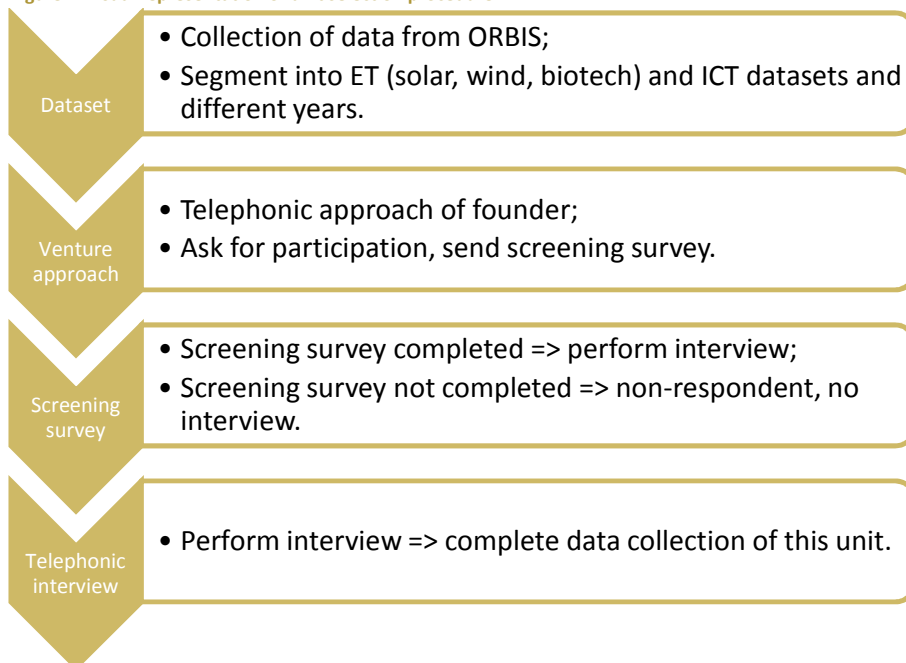 Dataset
• Collection of data from ORBIS;
• Segment into ET (solar, wind, biotech) and ICT datasets and
different years.
Venture
approach
• Telephonic approach of founder;
• Ask for participation, send screening survey.
Screening
survey
• Screening survey completed => perform interview;
• Screening survey not completed => non-respondent, no
interview.
Telephonic
interview
• Perform interview => complete data collection of this unit.